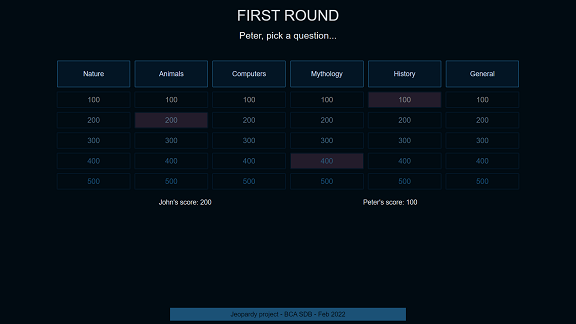 FIRST ROUND
Peter, pick a question...
Nature Animals Computers Mythology History General
100 100 100 100 100 100
200 200 200 200 200 200
300 300 300 300 300 300
400 400 400 400 400 400
500 500 500 500 500 500
John's score: 200 Peter's score: 100
Jeopardy project - BCA SDB - Feb 2022